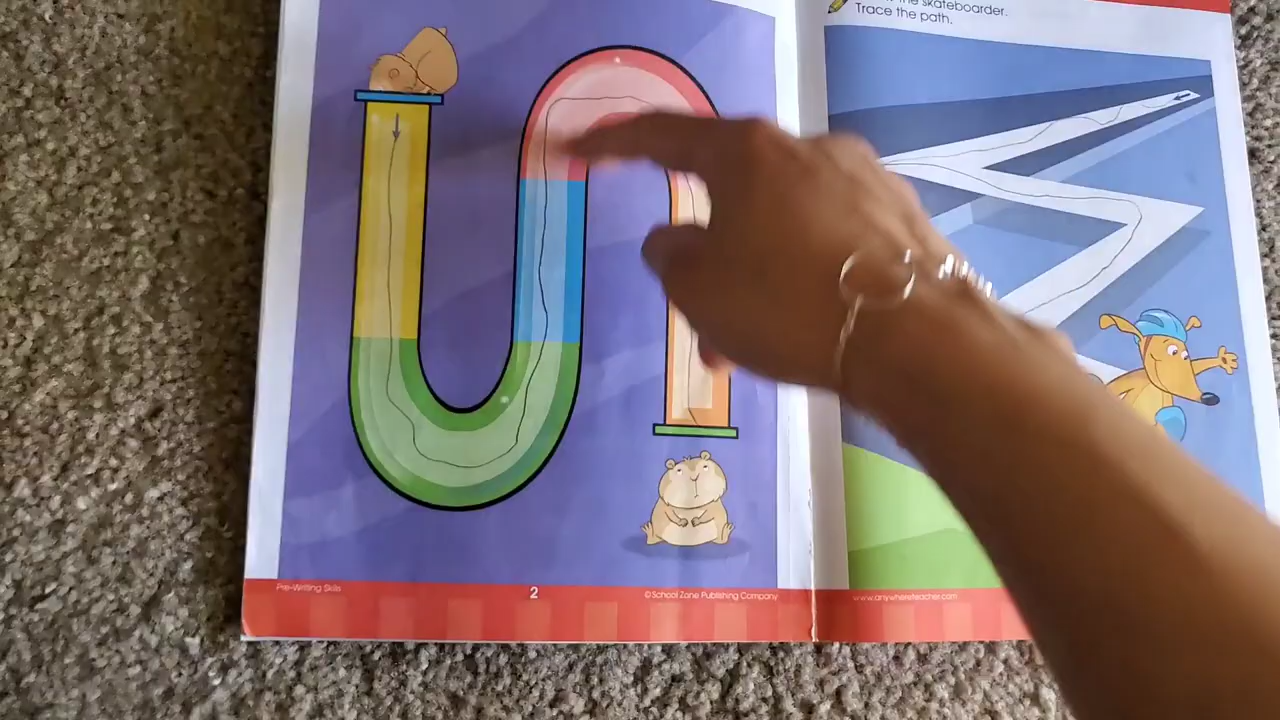 the skateboarder.
Trace the path.
Pre-Writing Skills
2
©School Zone Publishing Company
www.anywhereteacher.com